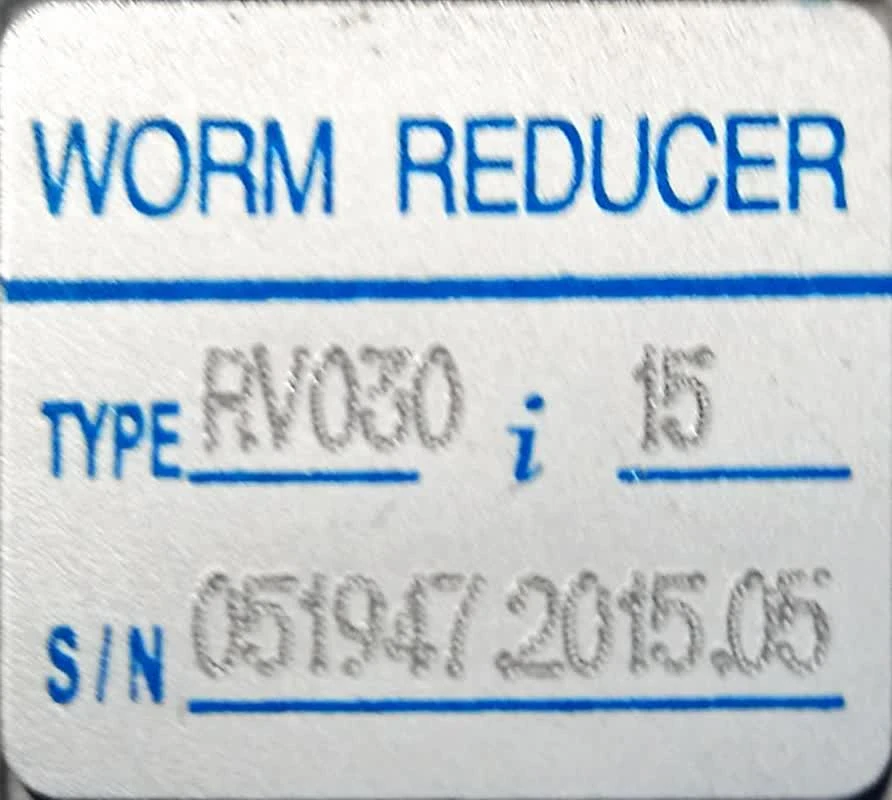 WORM REDUCER
TYPE RV030 i 15
S/N 051947 2015.05